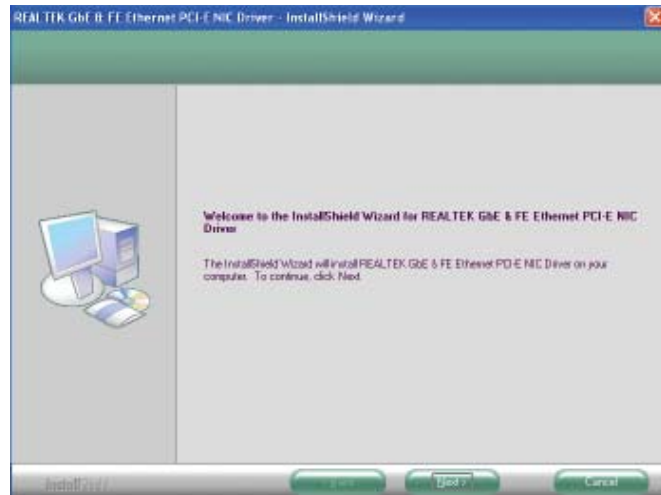 REALTEK GbE & FE Ethernet PCI-E NIC Driver - InstallShield Wizard
Welcome to the InstallShield Wizard for REALTEK GbE & FE Ethernet PCI-E NIC
Driver
The InstallShield Wizard will install REALTEK GbE & FE Ethernet PCI-E NIC Driver on your
computer. To continue, click Next.
InstallShield
Next >
Cancel